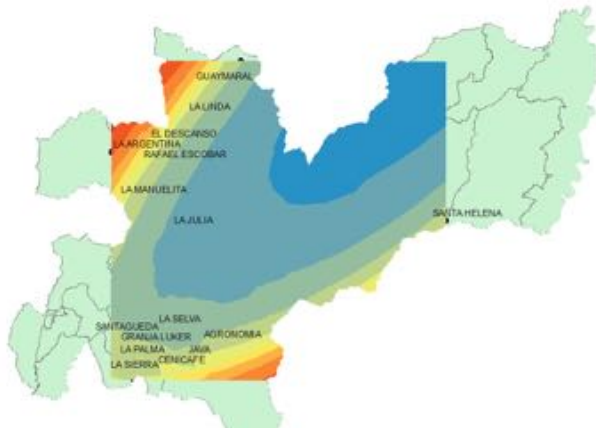 GUAYMARAL
LA LINDA
EL DESCANSO
LA ARGENTINA
RAFAEL ESCOBAR
LA MANUELITA
LA JULIA
SANTA HELENA
LA SELVA
SANTAGUEDA
GRANJA LUKER
AGRONOMIA
LA PALMA
JAVA
CENICAFE
LA SIERRA